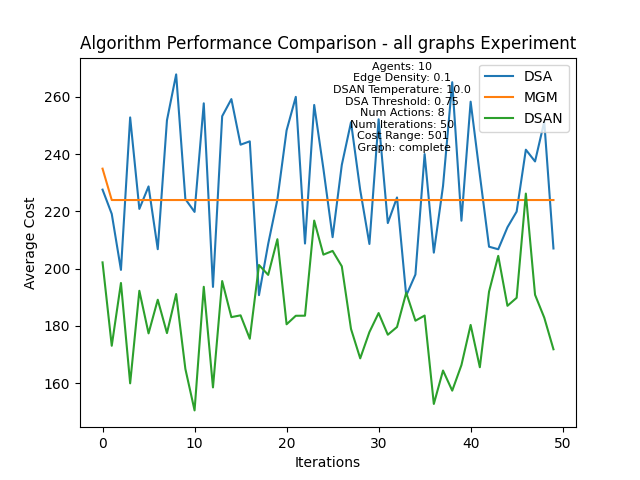 Algorithm Performance Comparison - all graphs Experiment
Agents: 10
Edge Density: 0.1
DSAN Temperature: 10.0
DSA Threshold: 0.75
Num Actions: 8
Num Iterations: 50
Cost Range: 501
Graph: complete
DSA
MGM
DSAN
Average Cost
260
240
220
200
180
160
0 10 20 30 40 50
Iterations